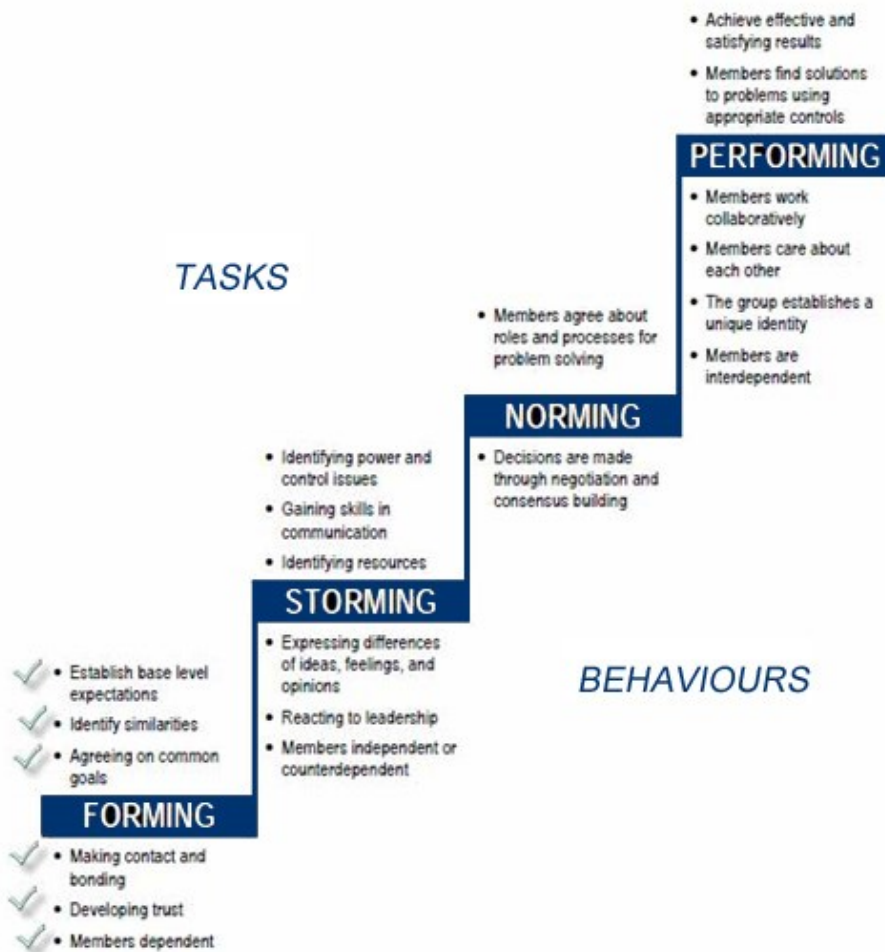 • Achieve effective and
satisfying results
• Members find solutions
to problems using
appropriate controls
PERFORMING
• Members work
collaboratively
• Members care about
each other
• The group establishes a
unique identity
• Members are
interdependent
TASKS
• Members agree about
roles and processes for
problem solving
NORMING
• Decisions are made
through negotiation and
consensus building
• Identifying power and
control issues
• Gaining skills in
communication
• Identifying resources
STORMING
• Expressing differences
of ideas, feelings, and
opinions
• Reacting to leadership
• Members independent or
counterdependent
BEHAVIOURS
• Establish base level
expectations
• Identify similarities
• Agreeing on common
goals
FORMING
• Making contact and
bonding
• Developing trust
• Members dependent